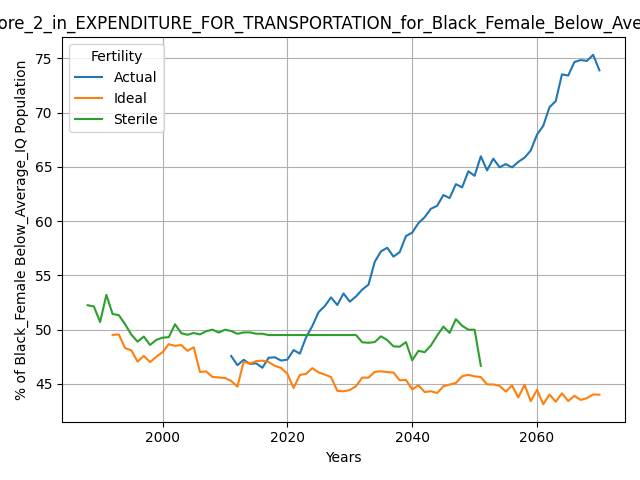 ore_2_in_EXPENDITURE_FOR_TRANSPORTATION_for_Black_Female_Below_Ave
Fertility
Actual
Ideal
Sterile
75
70
65
60
55
50
45
% of Black_Female Below_Average_IQ Population
2000
2020
2040
2060
Years